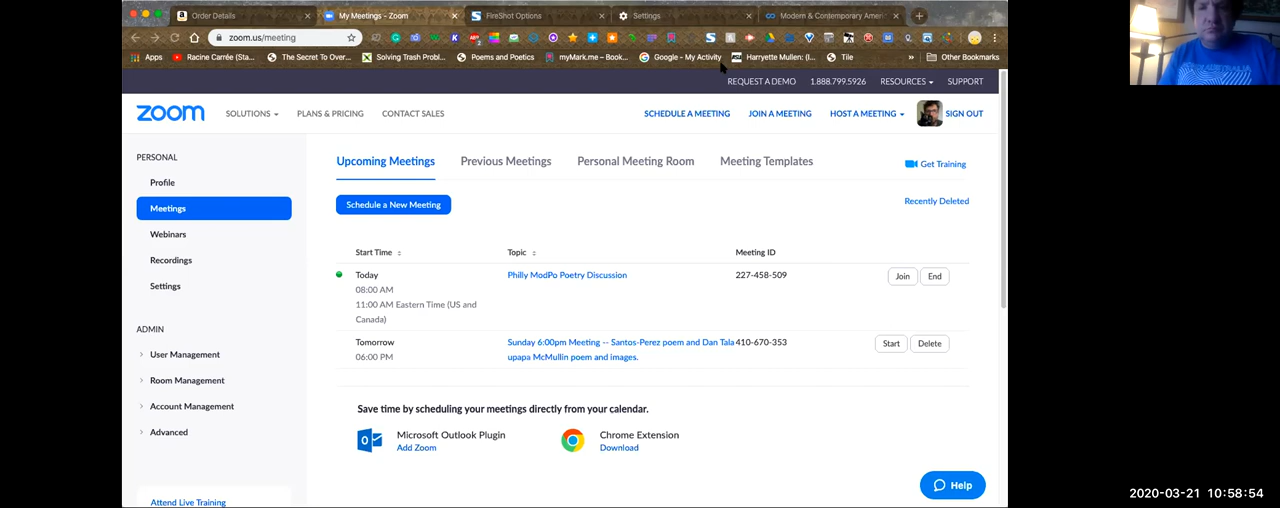 Order Details
My Meetings - Zoom
FireShot Options
Settings
Modern & Contemporary Amer
zoom.us/meeting
Apps
Racine Carrée (Sta...
The Secret To Over...
Solving Trash Probl...
Poems and Poetics
myMark.me – Book...
Google - My Activity
Harryette Mullen: (I...
Tile
»
Other Bookmarks
REQUEST A DEMO
1.888.799.5926
RESOURCES
SUPPORT
zoom
SOLUTIONS
PLANS & PRICING
CONTACT SALES
SCHEDULE A MEETING
JOIN A MEETING
HOST A MEETING
SIGN OUT
PERSONAL
Profile
Meetings
Webinars
Recordings
Settings
ADMIN
User Management
Room Management
Account Management
Advanced
Attend Live Training
Upcoming Meetings
Previous Meetings
Personal Meeting Room
Meeting Templates
Get Training
Schedule a New Meeting
Recently Deleted
Start Time
Topic
Meeting ID
Today
08:00 AM
11:00 AM Eastern Time (US and
Canada)
Philly ModPo Poetry Discussion
227-458-509
Join
End
Tomorrow
06:00 PM
Sunday 6:00pm Meeting -- Santos-Perez poem and Dan Tala
upapa McMullin poem and images.
410-670-353
Start
Delete
Save time by scheduling your meetings directly from your calendar.
Microsoft Outlook Plugin
Add Zoom
Chrome Extension
Download
Help
2020-03-21 10:58:54